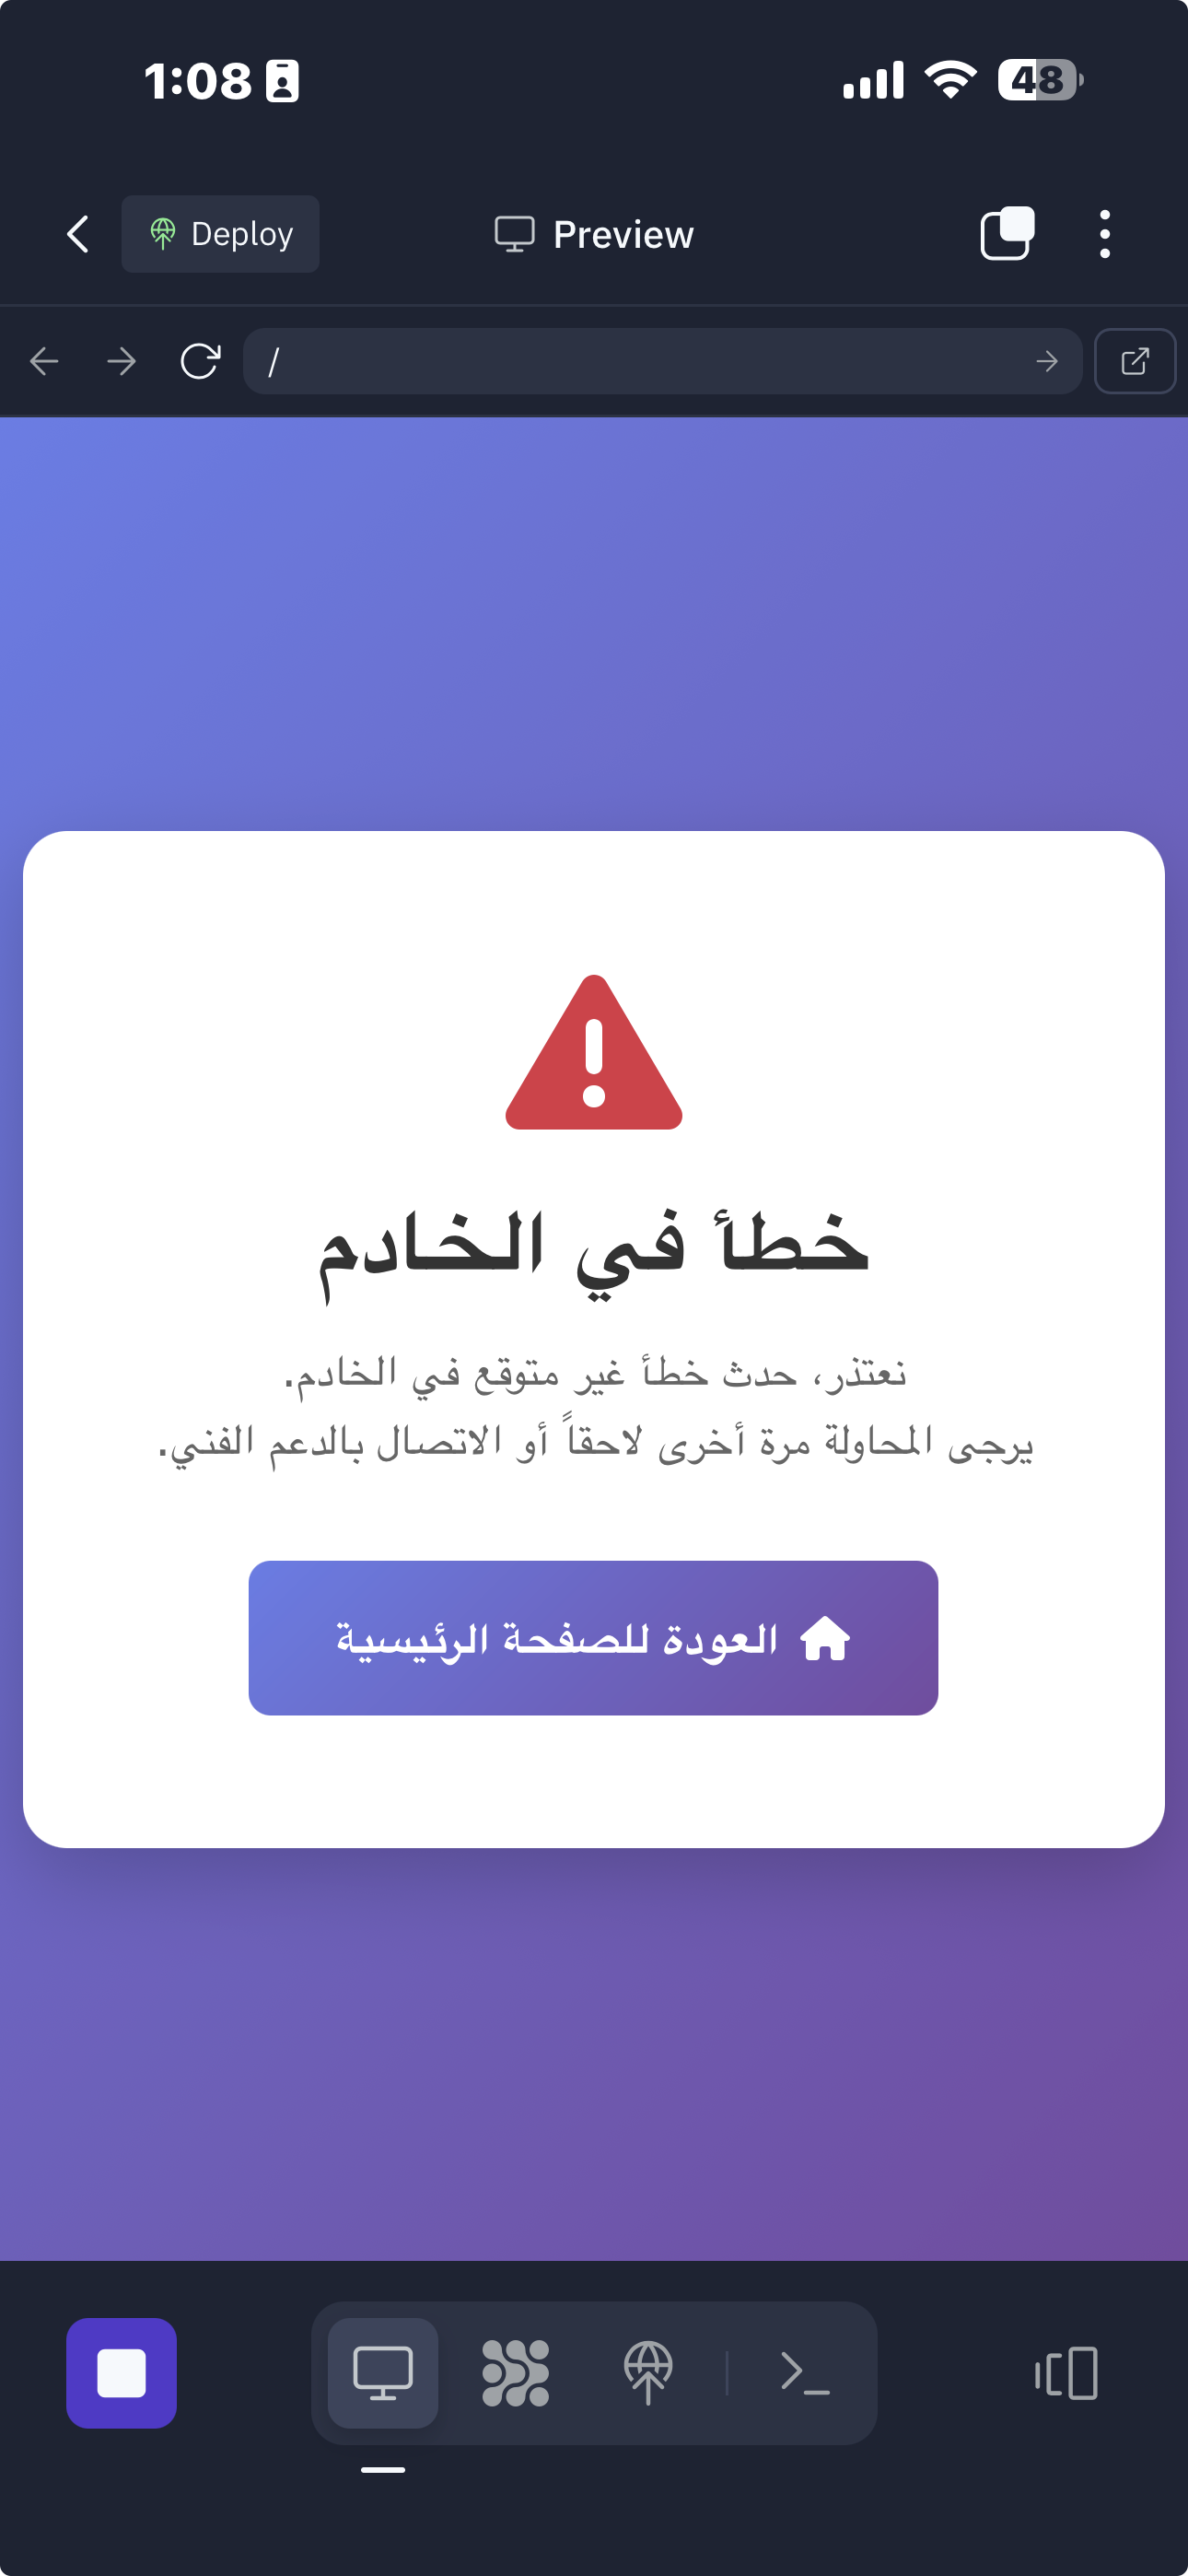 1:08
48
Deploy
Preview
/
خطأ في الخادم
نعتذر، حدث خطأ غير متوقع في الخادم.
يرجى المحاولة مرة أخرى لاحقاً أو الاتصال بالدعم الفني.
العودة للصفحة الرئيسية